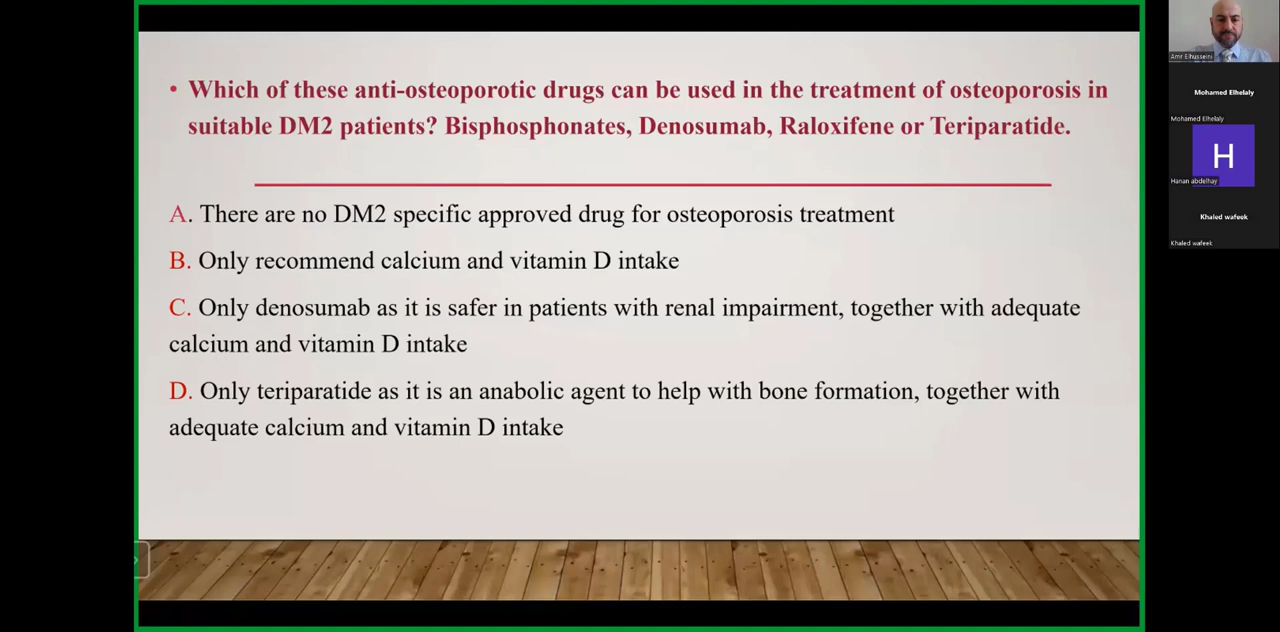 • Which of these anti-osteoporotic drugs can be used in the treatment of osteoporosis in
suitable DM2 patients? Bisphosphonates, Denosumab, Raloxifene or Teriparatide.
A. There are no DM2 specific approved drug for osteoporosis treatment
B. Only recommend calcium and vitamin D intake
C. Only denosumab as it is safer in patients with renal impairment, together with adequate
calcium and vitamin D intake
D. Only teriparatide as it is an anabolic agent to help with bone formation, together with
adequate calcium and vitamin D intake
Amr Elhusseini
Mohamed Elhelaly
Mohamed Elhelaly
H
Hanan abdelhay
Khaled wafeek
Khaled wafeek